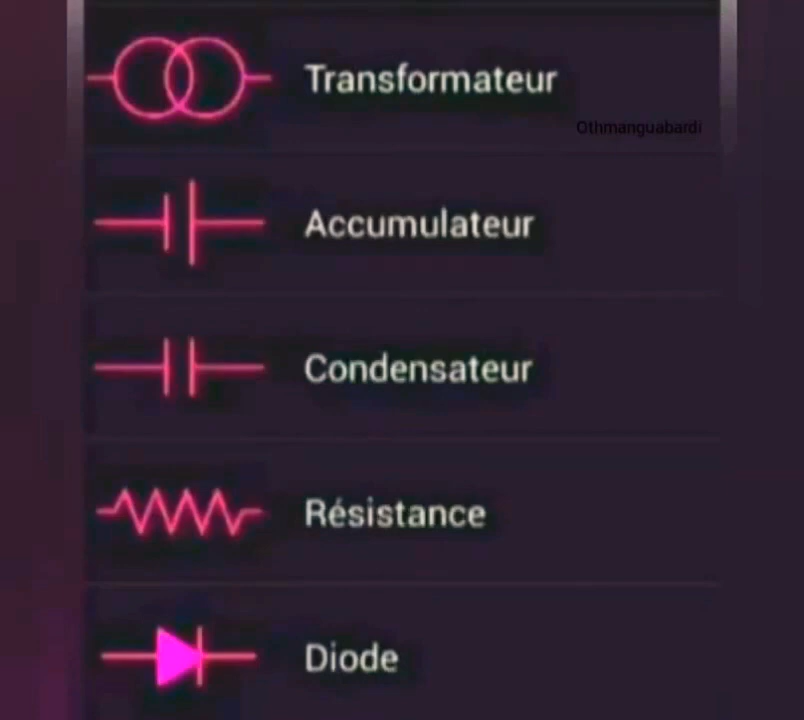 Transformateur
Othmanguabardi
Accumulateur
Condensateur
Résistance
Diode